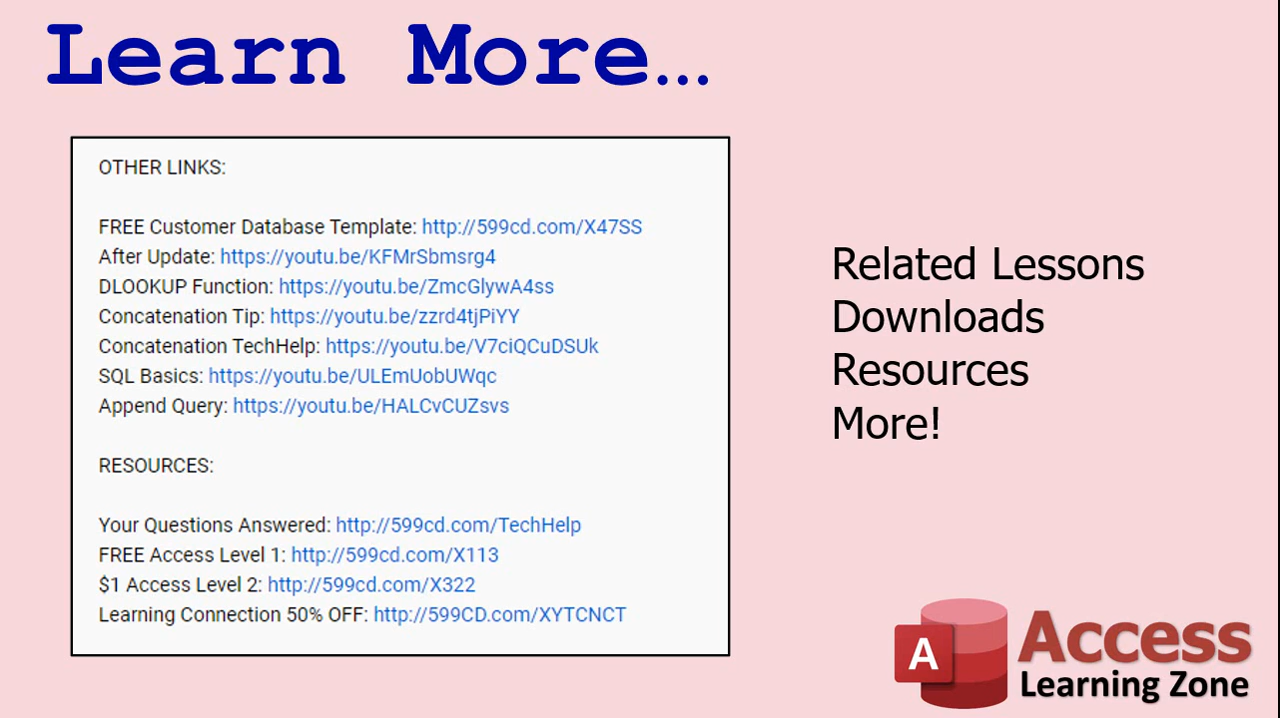 Learn More...
OTHER LINKS:
FREE Customer Database Template: http://599cd.com/X47SS
After Update: https://youtu.be/KFMrSbmsrg4
DLOOKUP Function: https://youtu.be/ZmcGlywA4ss
Concatenation Tip: https://youtu.be/zzrd4tjPiYY
Concatenation TechHelp: https://youtu.be/V7ciQCuDSUk
SQL Basics: https://youtu.be/ULEmUobUWqc
Append Query: https://youtu.be/HALCvCUZsvs
RESOURCES:
Your Questions Answered: http://599cd.com/TechHelp
FREE Access Level 1: http://599cd.com/X113
$1 Access Level 2: http://599cd.com/X322
Learning Connection 50% OFF: http://599CD.com/XYTCNCT
Related Lessons
Downloads
Resources
More!
A
Access
Learning Zone